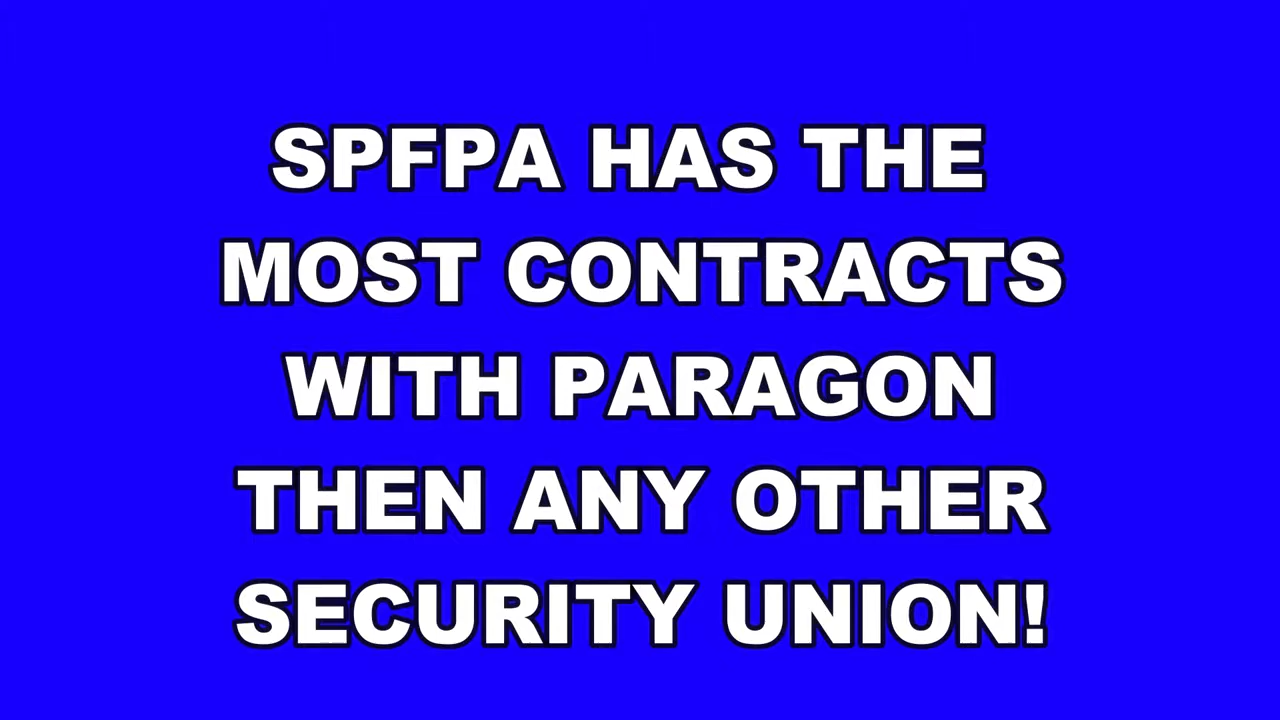 SPFPA HAS THE
MOST CONTRACTS
WITH PARAGON
THEN ANY OTHER
SECURITY UNION!